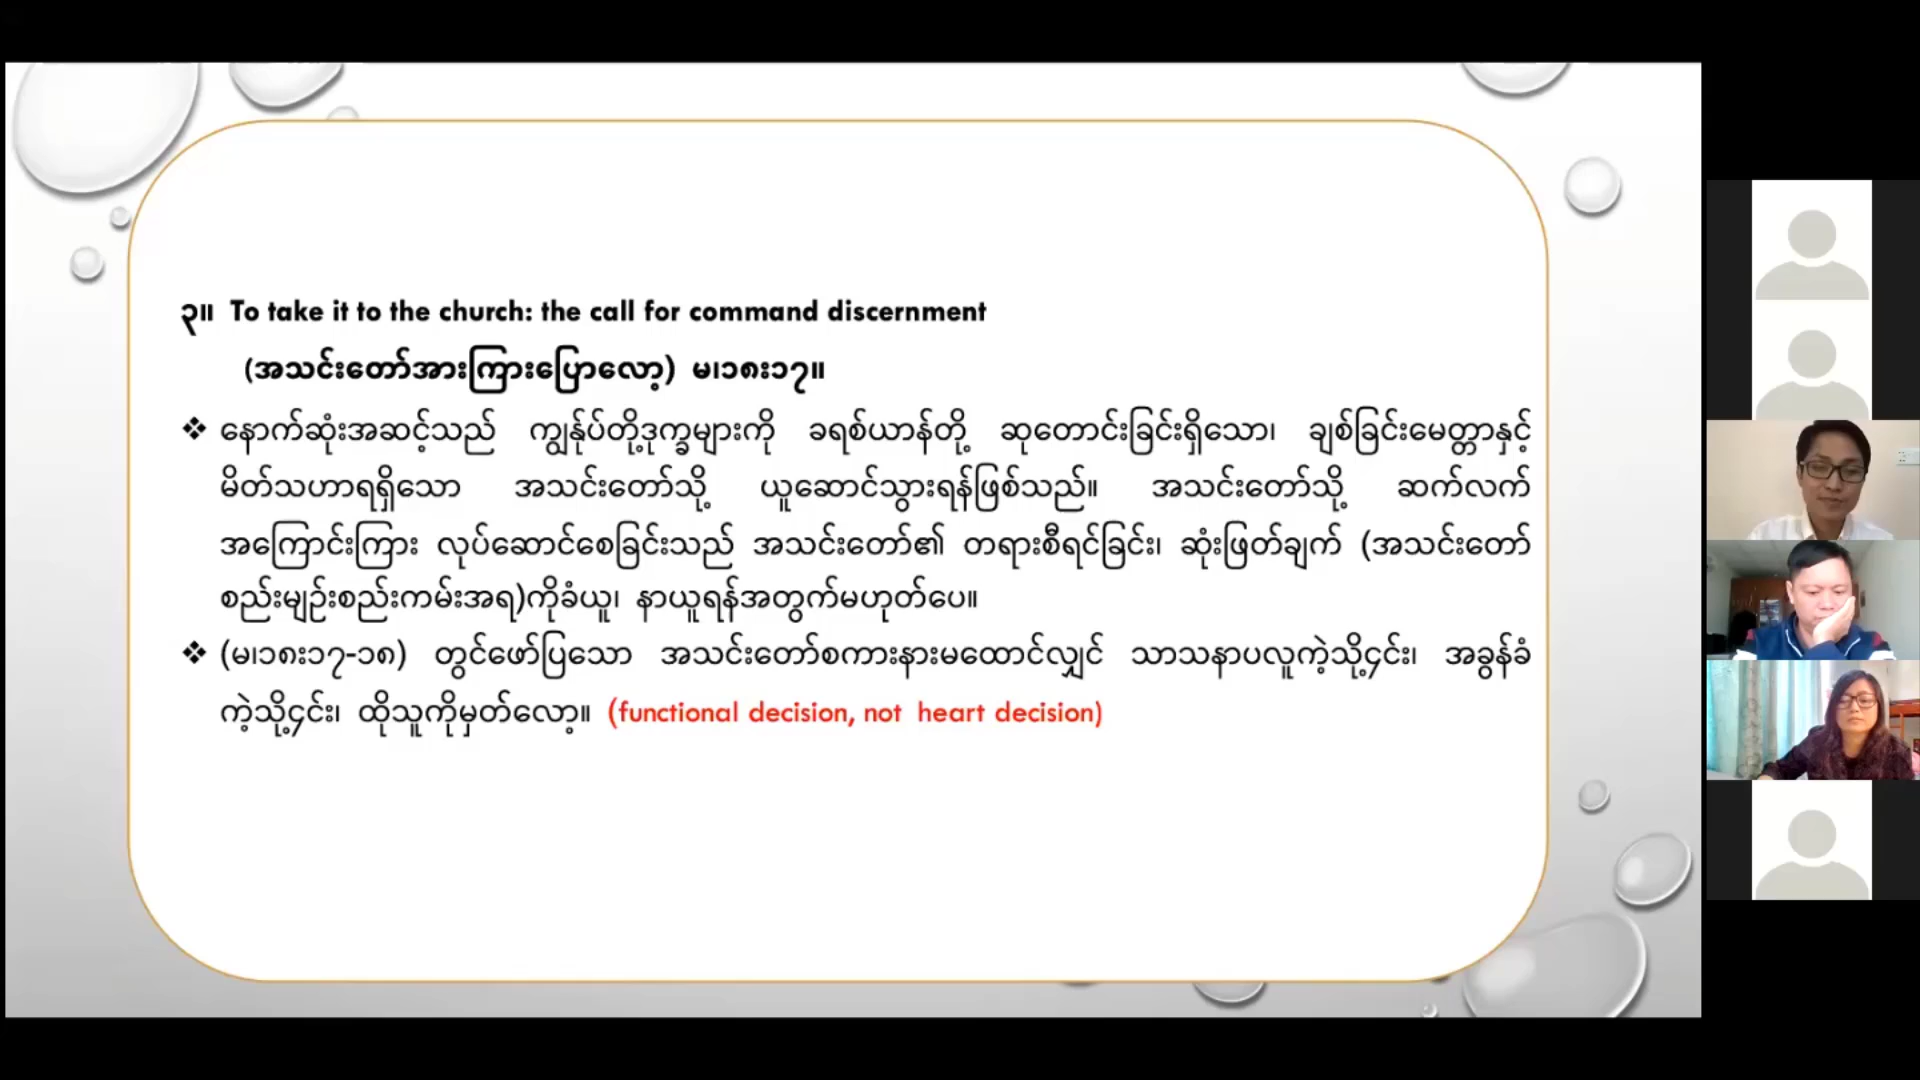 ၃။ To take it to the church: the call for command discernment
(အသင်းတော်အားကြားပြောလော့) မ၊၁၈း၁၇။
❖ နောက်ဆုံးအဆင့်သည် ကျွန်ုပ်တို့ဒုက္ခများကို ခရစ်ယာန်တို့ ဆုတောင်းခြင်းရှိသော၊ ချစ်ခြင်းမေတ္တာနှင့်
မိတ်သဟာရရှိသော အသင်းတော်သို့ ယူဆောင်သွားရန်ဖြစ်သည်။ အသင်းတော်သို့ ဆက်လက်
အကြောင်းကြား လုပ်ဆောင်စေခြင်းသည် အသင်းတော်၏ တရားစီရင်ခြင်း၊ ဆုံးဖြတ်ချက် (အသင်းတော်
စည်းမျဉ်းစည်းကမ်းအရ)ကိုခံယူ၊ နာယူရန်အတွက်မဟုတ်ပေ။
❖ (မ၊၁၈း၁၇-၁၈) တွင်ဖော်ပြသော အသင်းတော်စကားနားမထောင်လျှင် သာသနာပလူကဲ့သို့၄င်း၊ အခွန်ခံ
ကဲ့သို့၄င်း၊ ထိုသူကိုမှတ်လော့။ (functional decision, not heart decision)